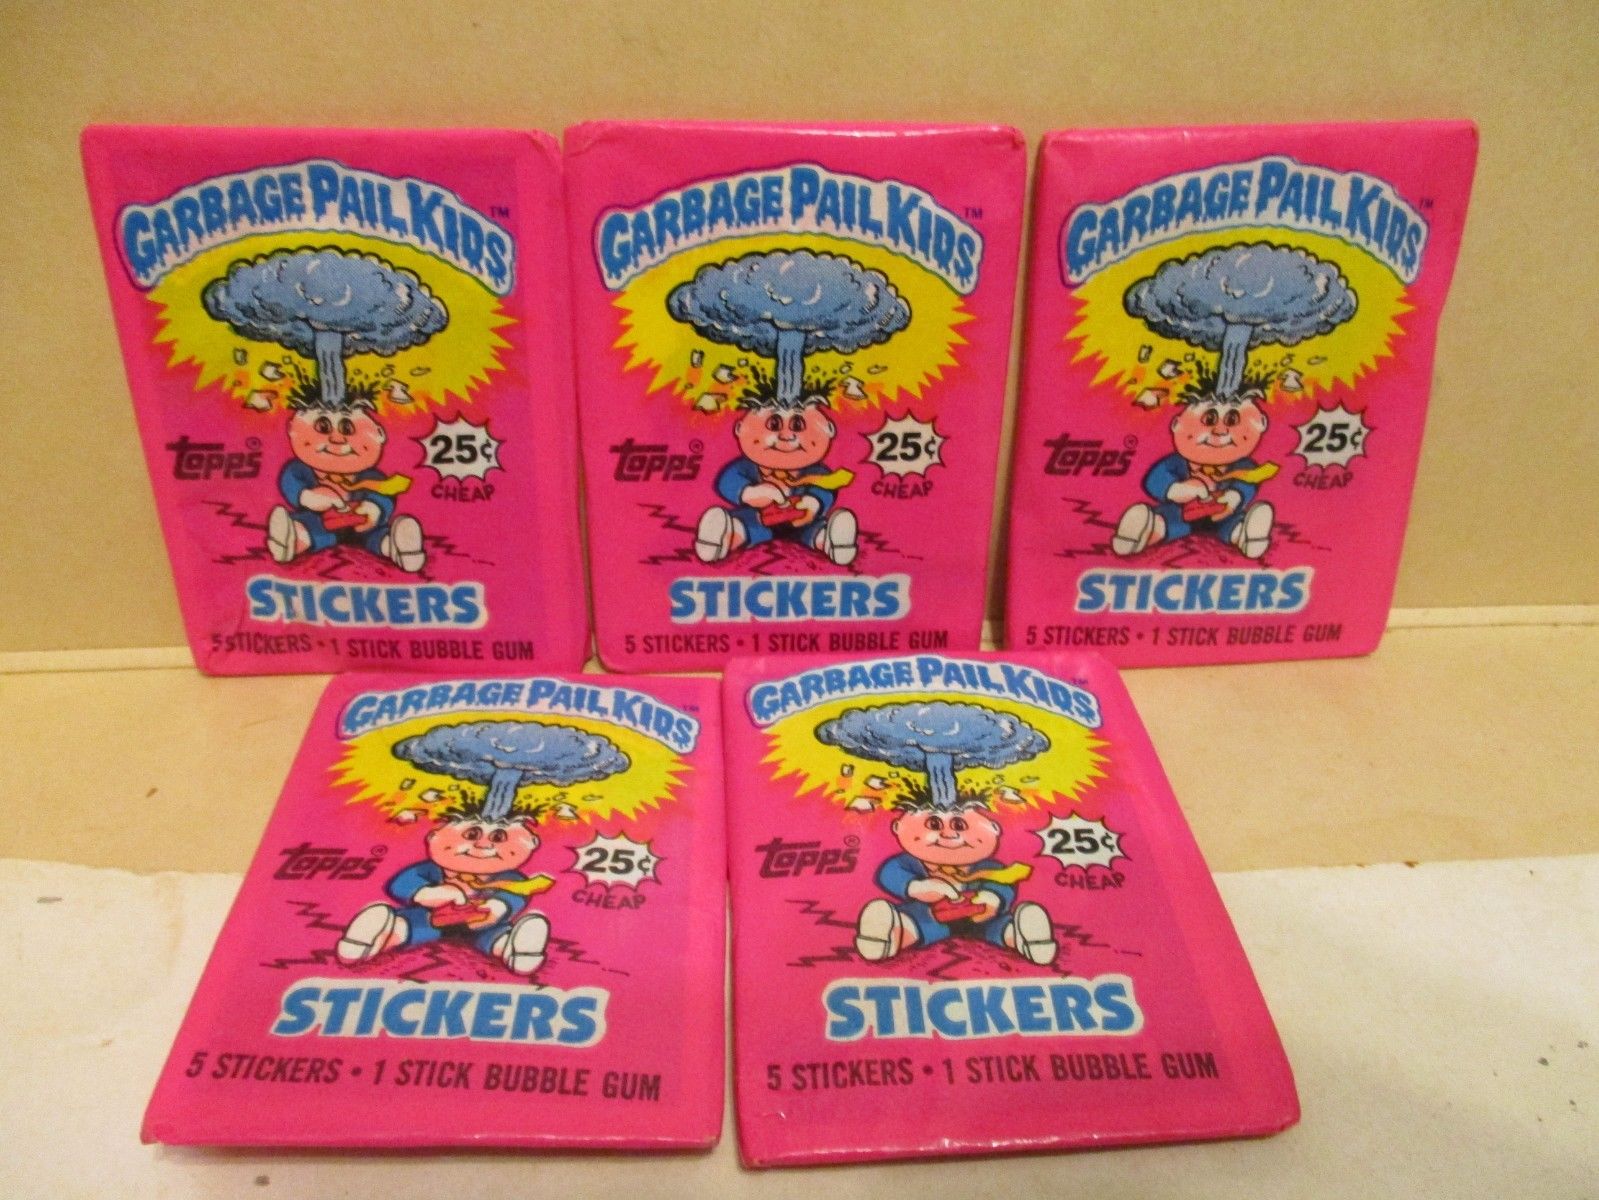 GARBAGE PAIL KIDS TM
topps®
25¢
CHEAP
STICKERS
5 STICKERS • 1 STICK BUBBLE GUM
GARBAGE PAIL KIDS TM
topps®
25¢
CHEAP
STICKERS
5 STICKERS • 1 STICK BUBBLE GUM
GARBAGE PAIL KIDS TM
topps®
25¢
CHEAP
STICKERS
5 STICKERS • 1 STICK BUBBLE GUM
GARBAGE PAIL KIDS TM
topps®
25¢
CHEAP
STICKERS
5 STICKERS • 1 STICK BUBBLE GUM
GARBAGE PAIL KIDS TM
topps®
25¢
CHEAP
STICKERS
5 STICKERS • 1 STICK BUBBLE GUM